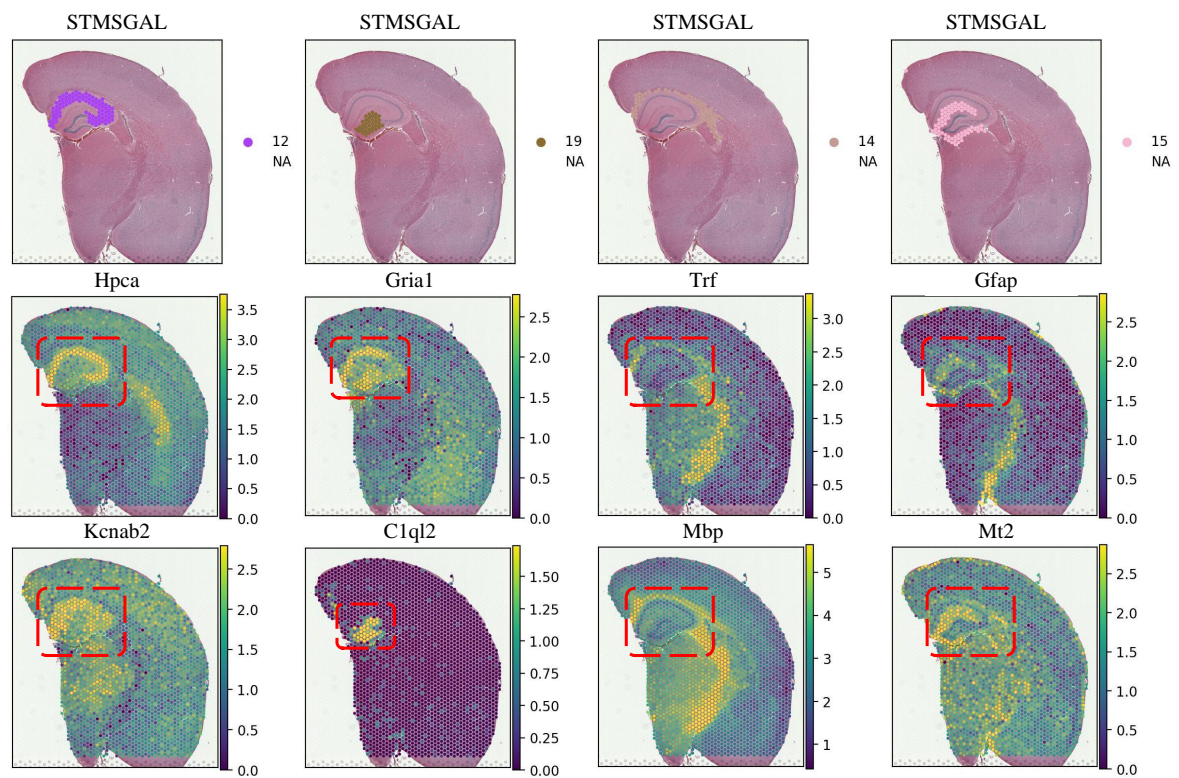 STMSGAL STMSGAL STMSGAL STMSGAL
12 19 14 15
NA NA NA NA
Hpca Gria1 Trf Gfap
3.5 3.0 2.5 2.0 1.5 1.0 0.5 0.0
2.5 2.0 1.5 1.0 0.5 0.0
3.0 2.5 2.0 1.5 1.0 0.5 0.0
2.5 2.0 1.5 1.0 0.5 0.0
Kcnab2 C1ql2 Mbp Mt2
2.5 2.0 1.5 1.0 0.5 0.0
1.50 1.25 1.00 0.75 0.50 0.25 0.00
5 4 3 2 1
2.5 2.0 1.5 1.0 0.5 0.0